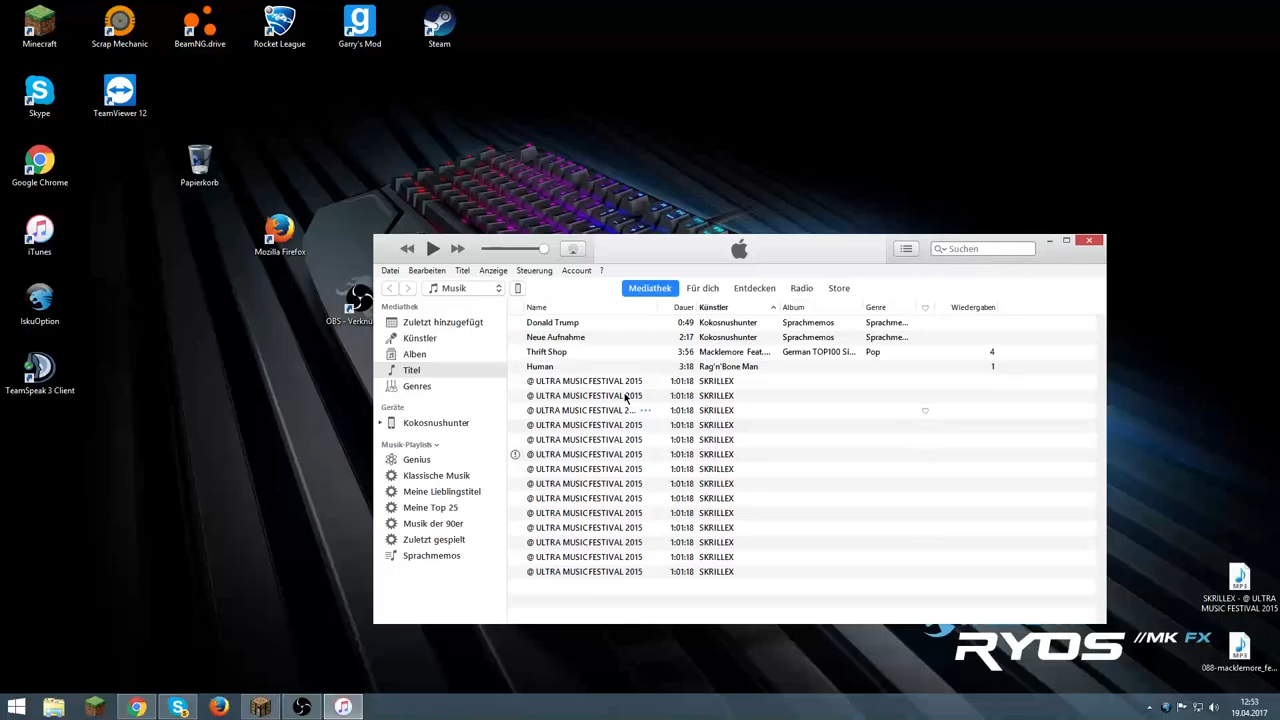 Minecraft
Scrap Mechanic
BeamNG.drive
Rocket League
Garry's Mod
Steam
Skype
TeamViewer 12
Google Chrome
Papierkorb
iTunes
Mozilla Firefox
IskuOption
OBS - Verknü
TeamSpeak 3 Client
Suchen
Datei Bearbeiten Titel Anzeige Steuerung Account ?
Musik
Mediathek Für dich Entdecken Radio Store
Mediathek
Zuletzt hinzugefügt
Künstler
Alben
Titel
Genres
Geräte
Kokosnushunter
Musik-Playlists
Genius
Klassische Musik
Meine Lieblingstitel
Meine Top 25
Musik der 90er
Zuletzt gespielt
Sprachmemos
Name Dauer Künstler Album Genre Wiedergaben
Donald Trump 0:49 Kokosnushunter Sprachmemos Sprachme...
Neue Aufnahme 2:17 Kokosnushunter Sprachmemos Sprachme...
Thrift Shop 3:56 Macklemore Feat.... German TOP100 Si... Pop 4
Human 3:18 Rag'n'Bone Man 1
@ ULTRA MUSIC FESTIVAL 2015 1:01:18 SKRILLEX
@ ULTRA MUSIC FESTIVAL 2015 1:01:18 SKRILLEX
@ ULTRA MUSIC FESTIVAL 2... ... 1:01:18 SKRILLEX
@ ULTRA MUSIC FESTIVAL 2015 1:01:18 SKRILLEX
@ ULTRA MUSIC FESTIVAL 2015 1:01:18 SKRILLEX
@ ULTRA MUSIC FESTIVAL 2015 1:01:18 SKRILLEX
@ ULTRA MUSIC FESTIVAL 2015 1:01:18 SKRILLEX
@ ULTRA MUSIC FESTIVAL 2015 1:01:18 SKRILLEX
@ ULTRA MUSIC FESTIVAL 2015 1:01:18 SKRILLEX
@ ULTRA MUSIC FESTIVAL 2015 1:01:18 SKRILLEX
@ ULTRA MUSIC FESTIVAL 2015 1:01:18 SKRILLEX
@ ULTRA MUSIC FESTIVAL 2015 1:01:18 SKRILLEX
@ ULTRA MUSIC FESTIVAL 2015 1:01:18 SKRILLEX
@ ULTRA MUSIC FESTIVAL 2015 1:01:18 SKRILLEX
MP3
SKRILLEX - @ ULTRA
MUSIC FESTIVAL 2015
RYOS //MK FX
MP3
088-macklemore_fe...
12:53
19.04.2017